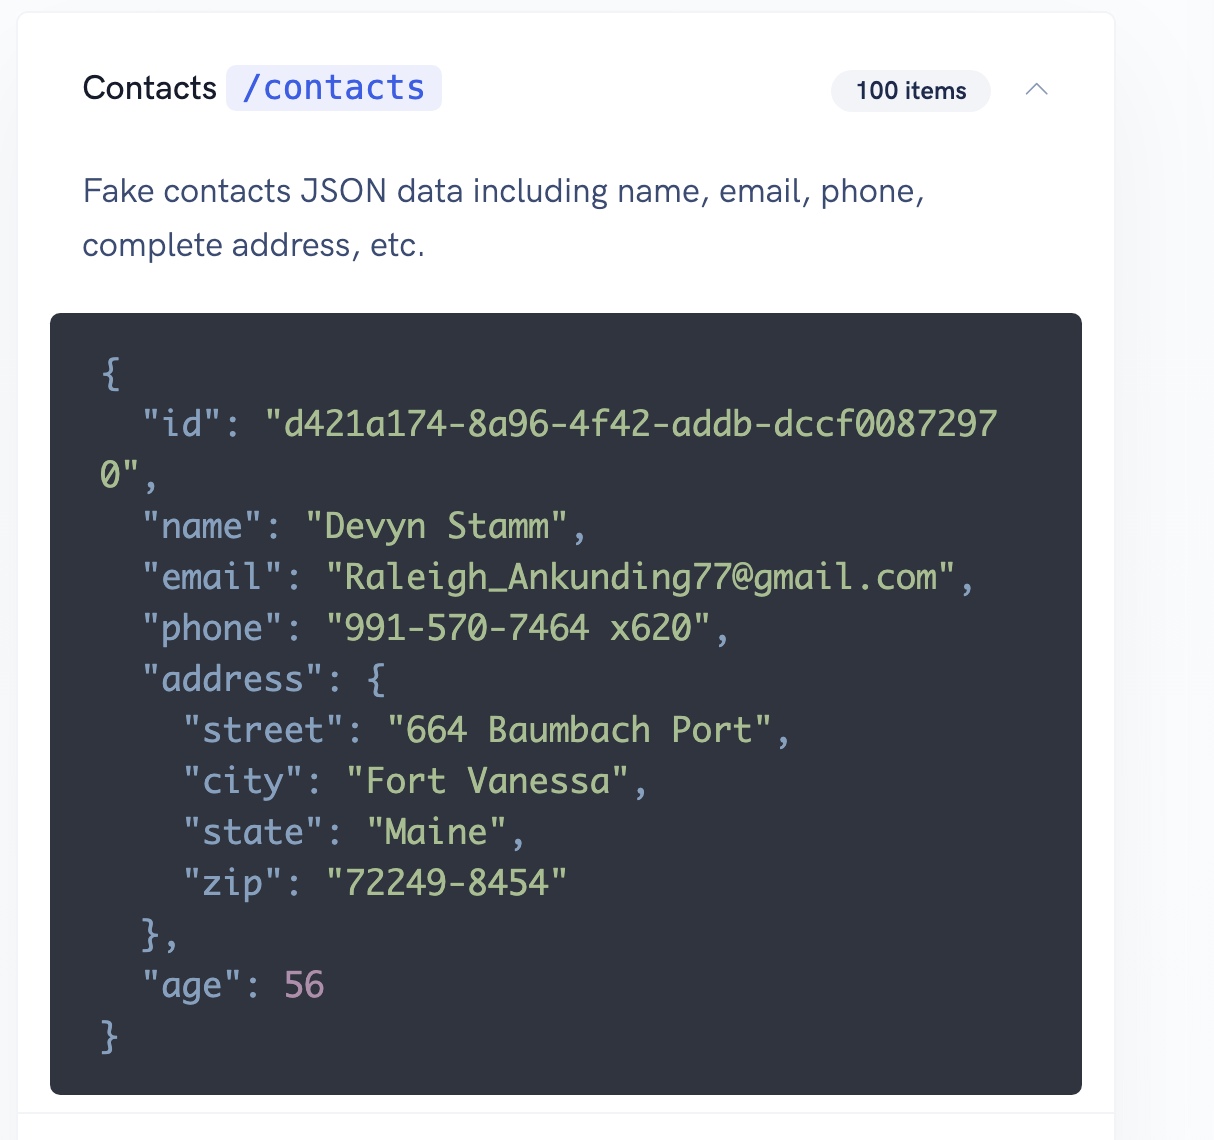 Contacts /contacts 100 items
Fake contacts JSON data including name, email, phone,
complete address, etc.
{
  "id": "d421a174-8a96-4f42-addb-dccf0087297
0",
  "name": "Devyn Stamm",
  "email": "Raleigh_Ankunding77@gmail.com",
  "phone": "991-570-7464 x620",
  "address": {
    "street": "664 Baumbach Port",
    "city": "Fort Vanessa",
    "state": "Maine",
    "zip": "72249-8454"
  },
  "age": 56
}